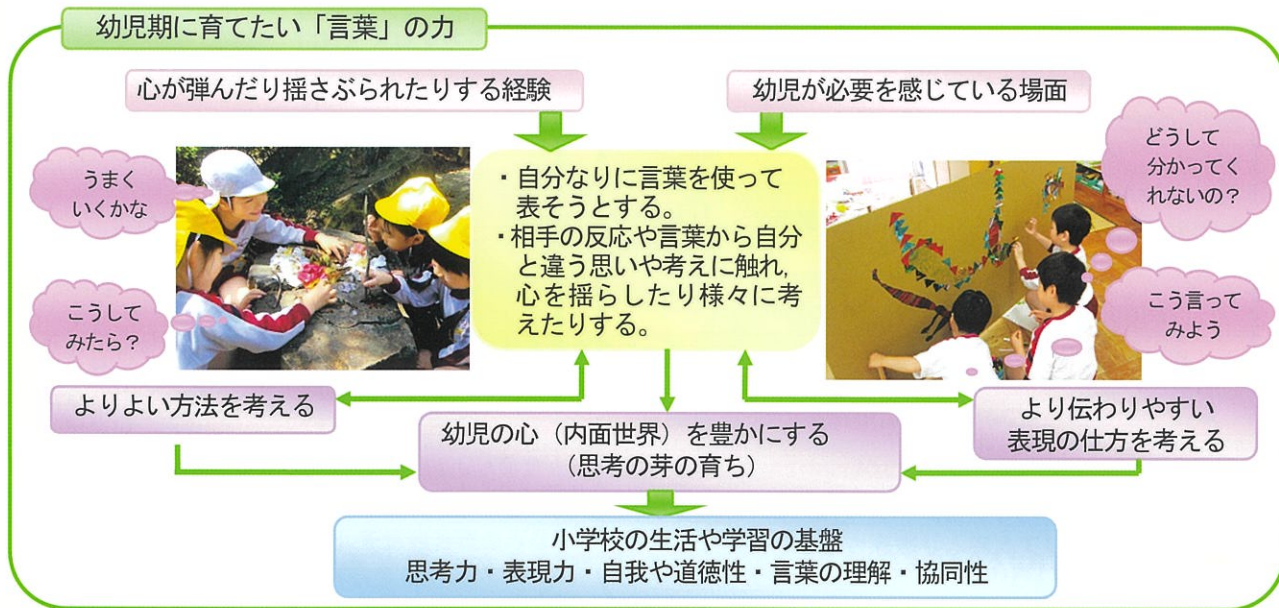 幼児期に育てたい「言葉」の力
心が弾んだり揺さぶられたりする経験
幼児が必要を感じている場面
うまく
いくかな
こうして
みたら？
・自分なりに言葉を使って
表そうとする。
・相手の反応や言葉から自分
と違う思いや考えに触れ，
心を揺らしたり様々に考
えたりする。
どうして
分かってく
れないの？
こう言って
みよう
よりよい方法を考える
より伝わりやすい
表現の仕方を考える
幼児の心（内面世界）を豊かにする
（思考の芽の育ち）
小学校の生活や学習の基盤
思考力・表現力・自我や道徳性・言葉の理解・協同性